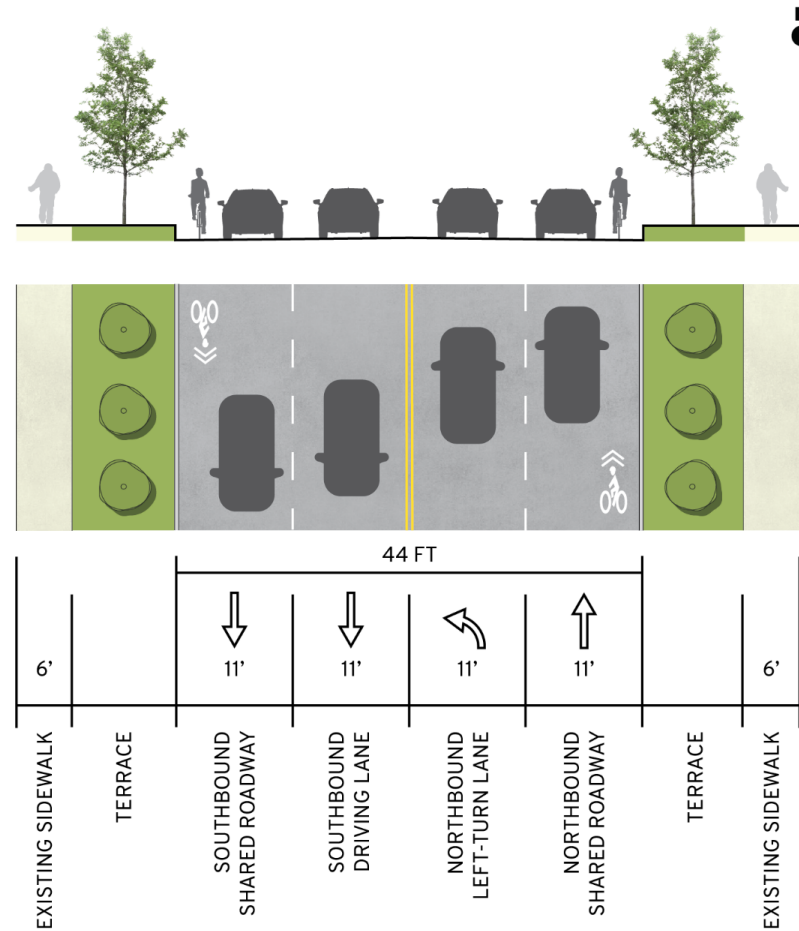 44 FT
6’
11’
11’
11’
11’
6’
EXISTING SIDEWALK
TERRACE
SOUTHBOUND
SHARED ROADWAY
SOUTHBOUND
DRIVING LANE
NORTHBOUND
LEFT-TURN LANE
NORTHBOUND
SHARED ROADWAY
TERRACE
EXISTING SIDEWALK